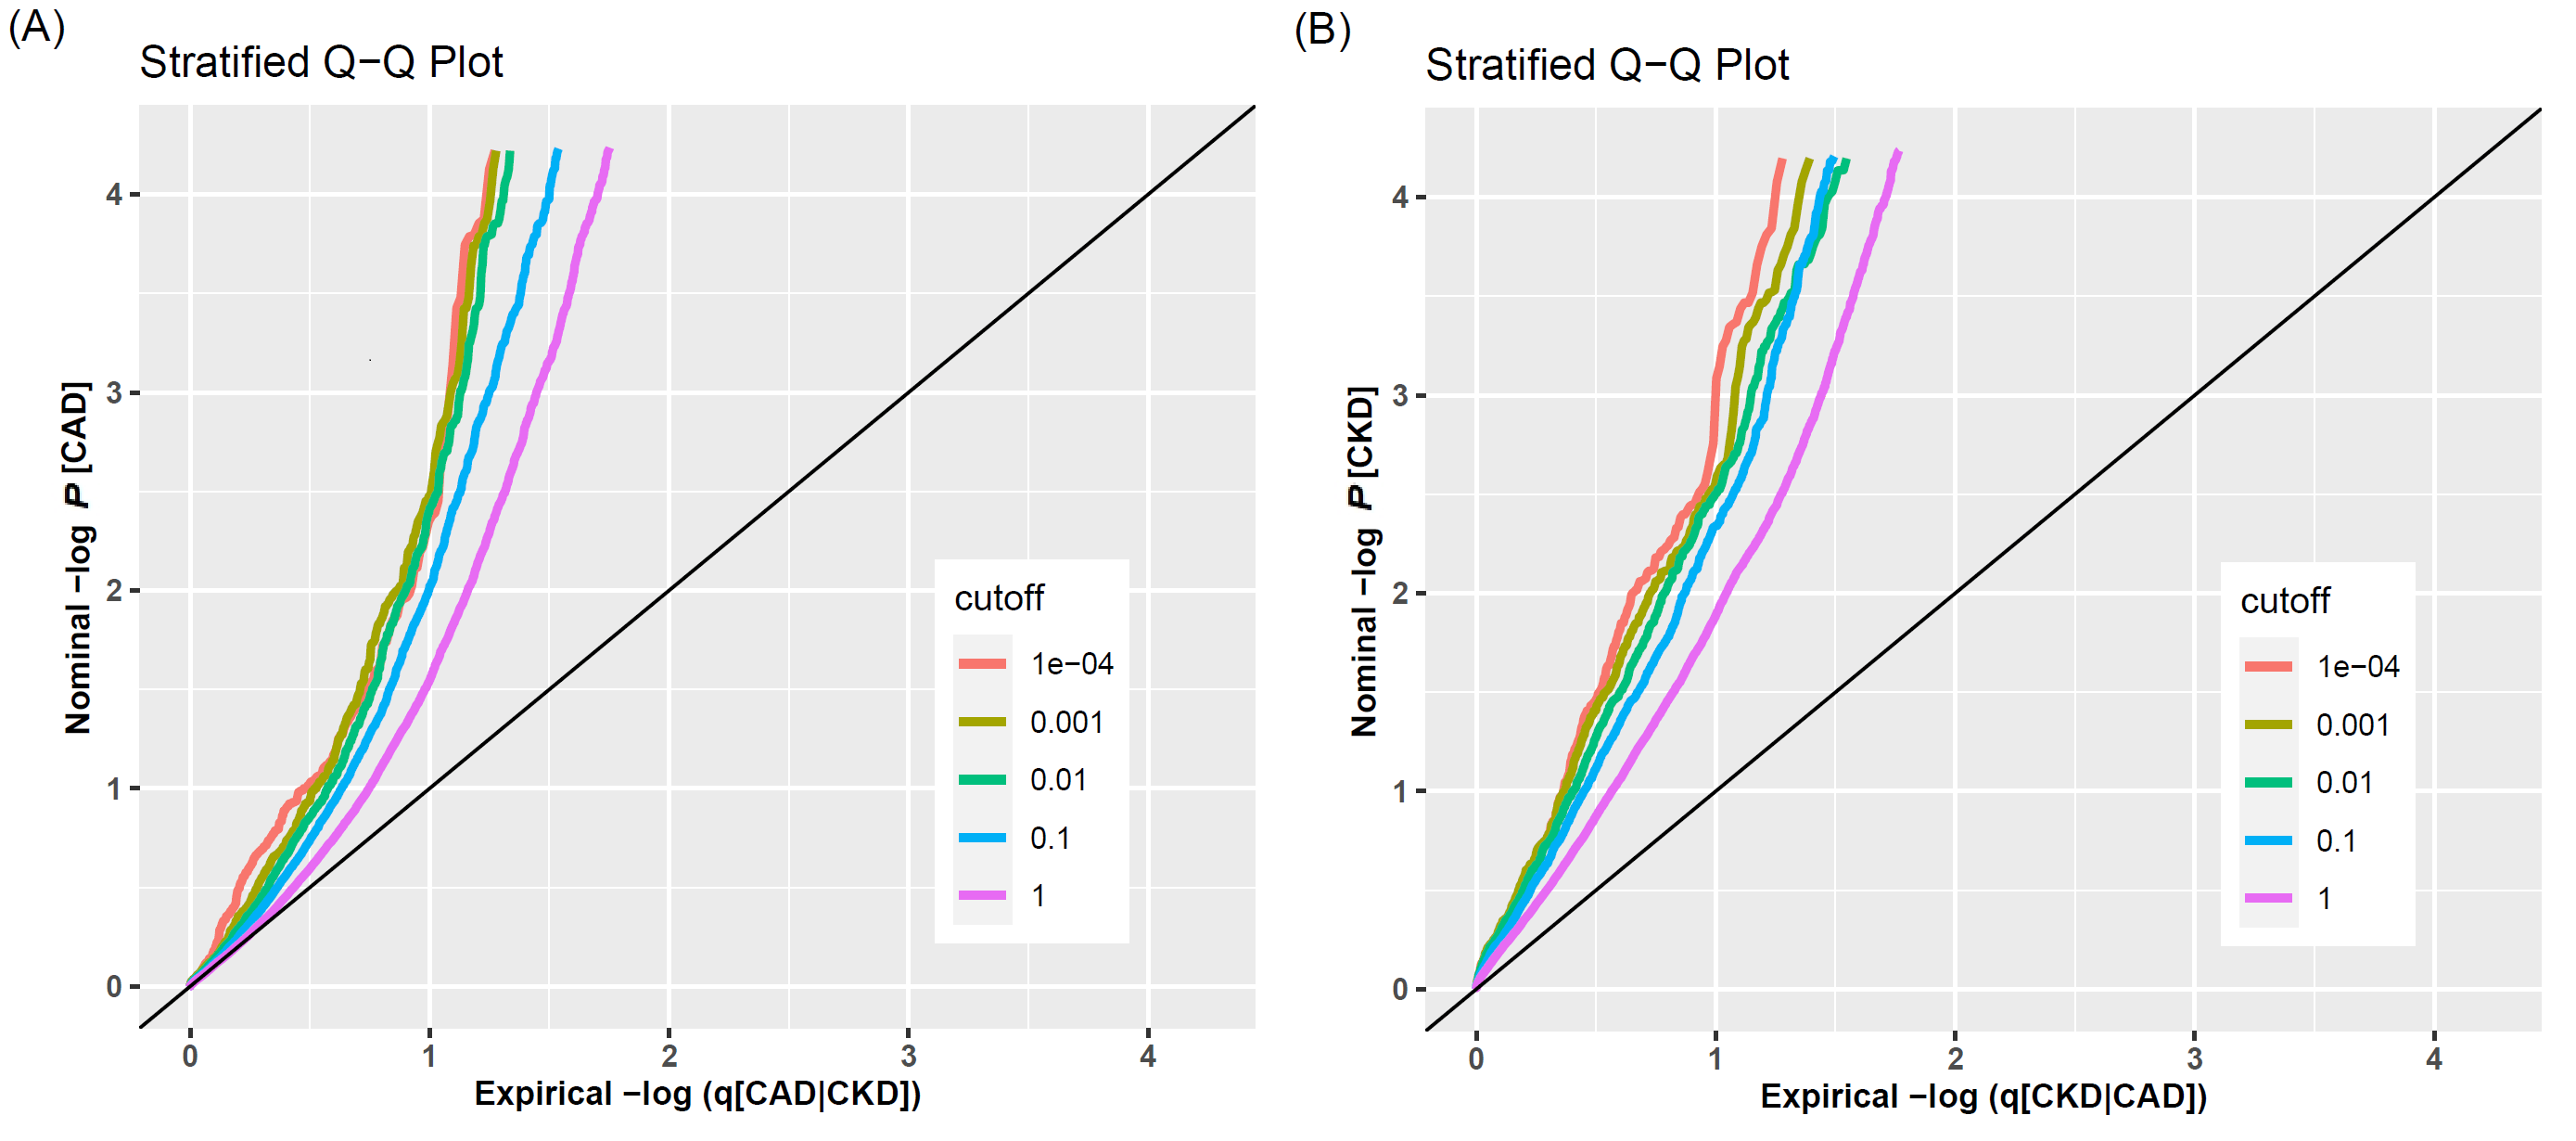 (A)
Stratified Q−Q Plot
Nominal −log P [CAD]
4
3
2
1
0
0 1 2 3 4
Expirical −log (q[CAD|CKD])
cutoff
1e−04
0.001
0.01
0.1
1
(B)
Stratified Q−Q Plot
Nominal −log P [CKD]
4
3
2
1
0
0 1 2 3 4
Expirical −log (q[CKD|CAD])
cutoff
1e−04
0.001
0.01
0.1
1